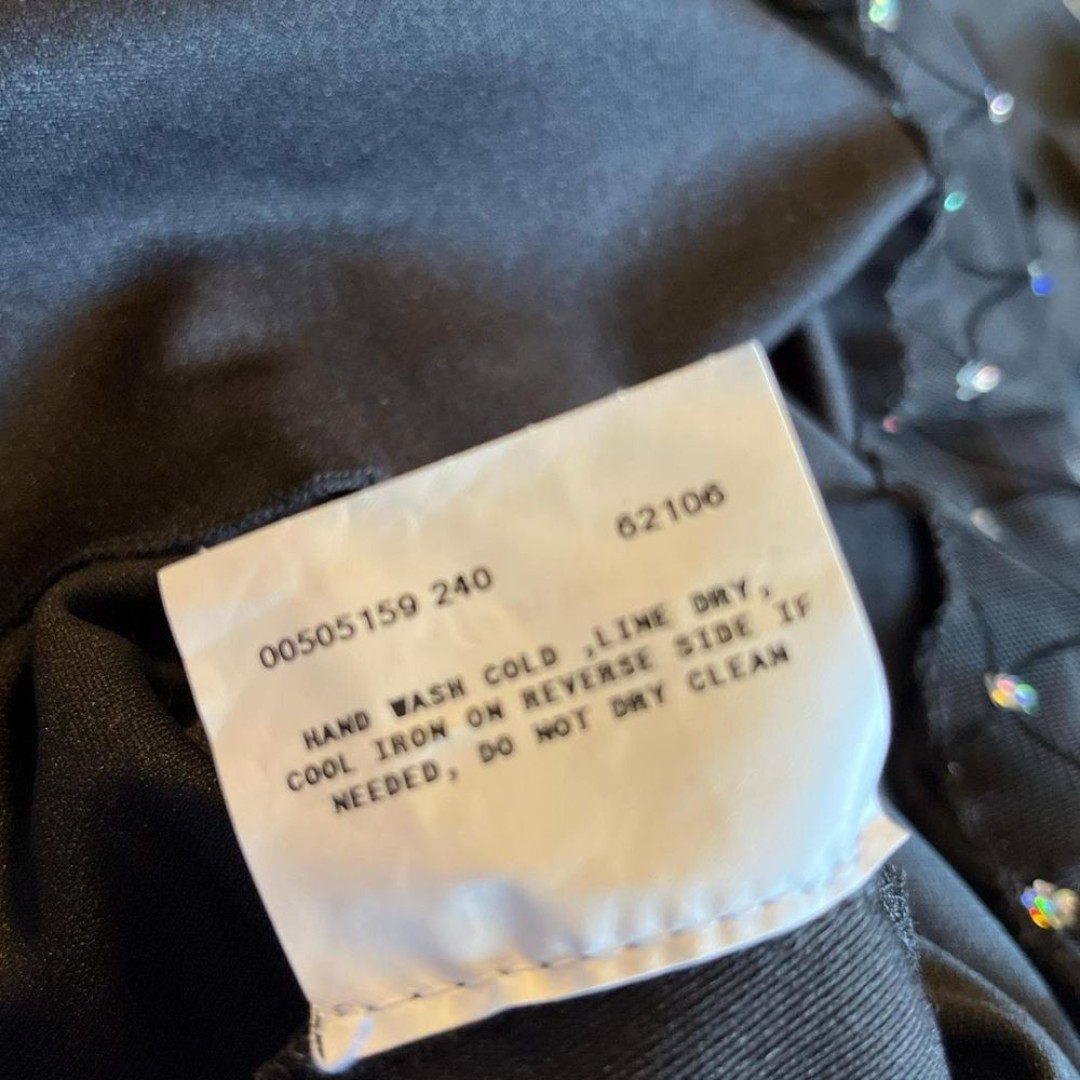 62106
00505159 240
HAND WASH COLD ,LINE DRY,
COOL IRON ON REVERSE SIDE IF
NEEDED, DO NOT DRY CLEAN